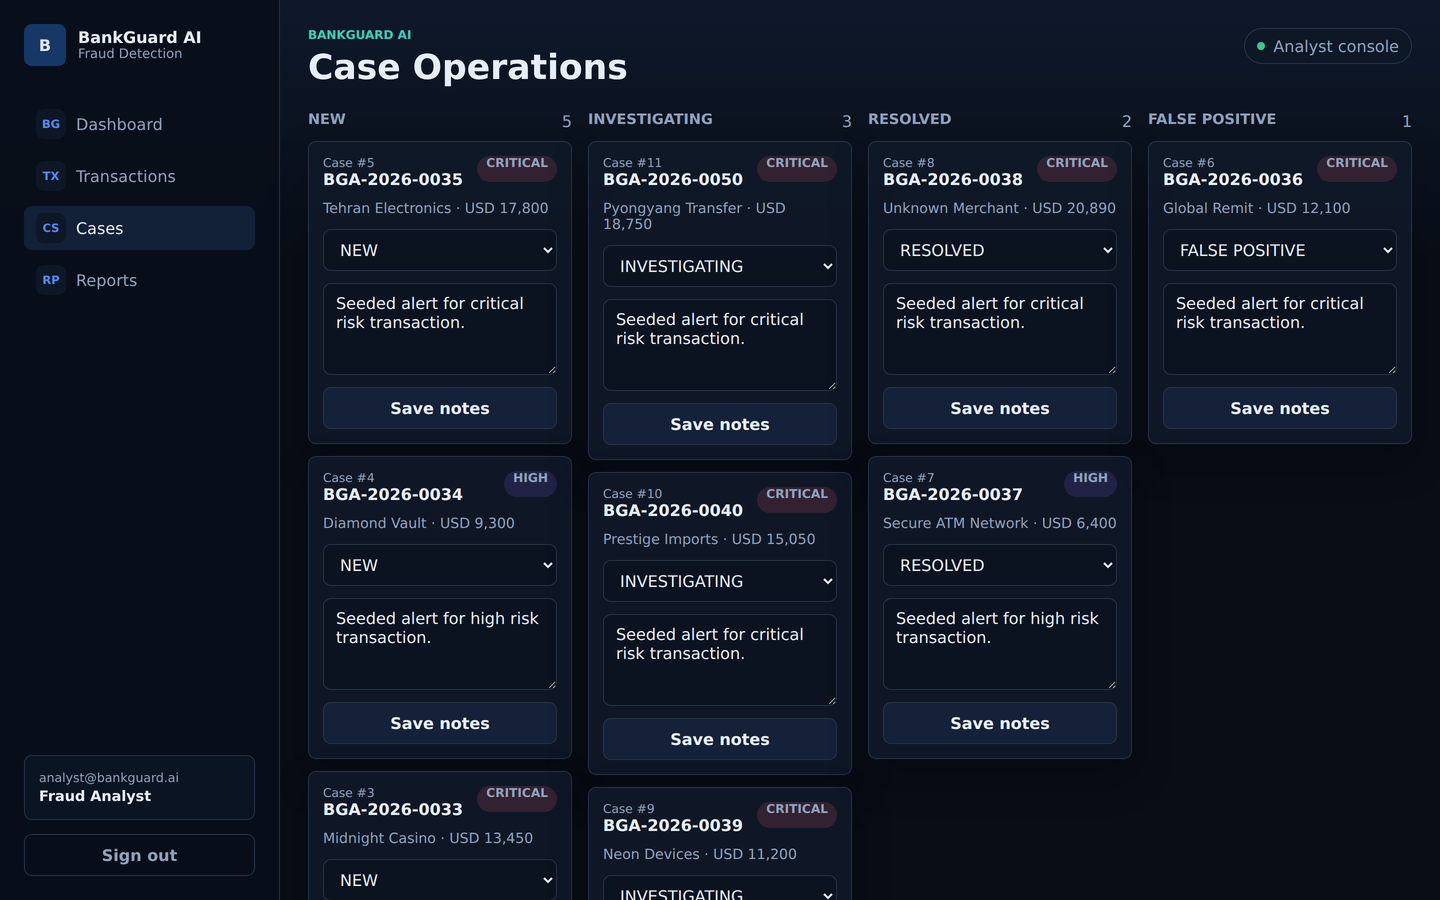 B
BankGuard AI
Fraud Detection
BG
Dashboard
TX
Transactions
CS
Cases
RP
Reports
analyst@bankguard.ai
Fraud Analyst
Sign out
BANKGUARD AI
Case Operations
Analyst console
NEW
5
Case #5
BGA-2026-0035
CRITICAL
Tehran Electronics · USD 17,800
NEW
Seeded alert for critical
risk transaction.
Save notes
Case #4
BGA-2026-0034
HIGH
Diamond Vault · USD 9,300
NEW
Seeded alert for high risk
transaction.
Save notes
Case #3
BGA-2026-0033
CRITICAL
Midnight Casino · USD 13,450
NEW
INVESTIGATING
3
Case #11
BGA-2026-0050
CRITICAL
Pyongyang Transfer · USD
18,750
INVESTIGATING
Seeded alert for critical
risk transaction.
Save notes
Case #10
BGA-2026-0040
CRITICAL
Prestige Imports · USD 15,050
INVESTIGATING
Seeded alert for critical
risk transaction.
Save notes
Case #9
BGA-2026-0039
CRITICAL
Neon Devices · USD 11,200
INVESTIGATING
RESOLVED
2
Case #8
BGA-2026-0038
CRITICAL
Unknown Merchant · USD 20,890
RESOLVED
Seeded alert for critical
risk transaction.
Save notes
Case #7
BGA-2026-0037
HIGH
Secure ATM Network · USD 6,400
RESOLVED
Seeded alert for high risk
transaction.
Save notes
FALSE POSITIVE
1
Case #6
BGA-2026-0036
CRITICAL
Global Remit · USD 12,100
FALSE POSITIVE
Seeded alert for critical
risk transaction.
Save notes